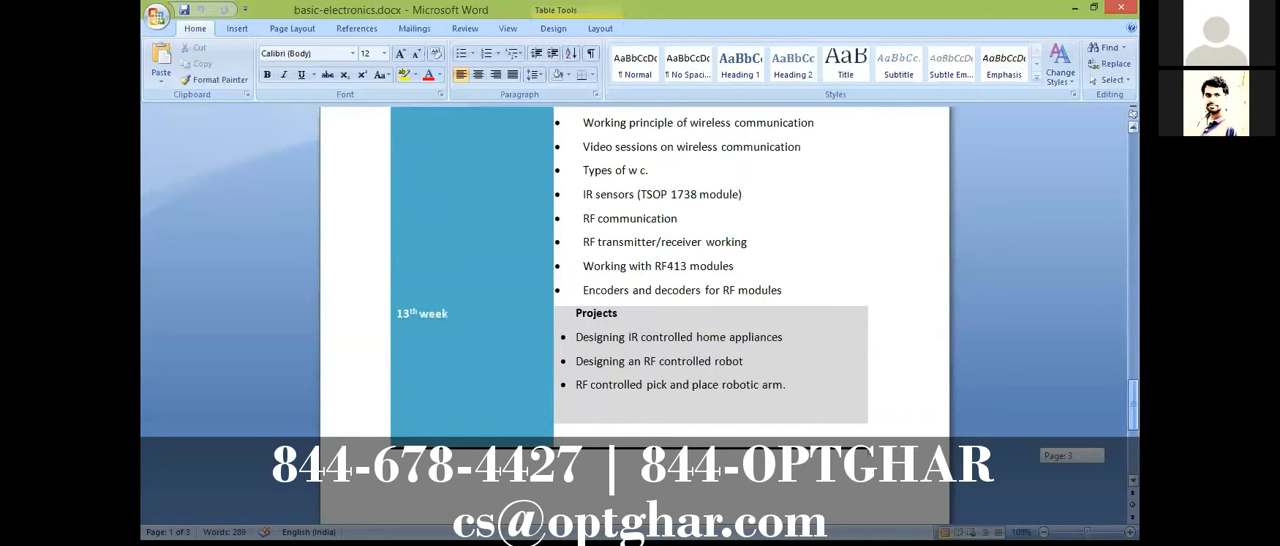 basic-electronics.docx - Microsoft Word
Table Tools
Home Insert Page Layout References Mailings Review View Design Layout
Paste
Cut
Copy
Format Painter
Clipboard
Calibri (Body) 12
B I U abc X₂ X² Aa
Font
Paragraph
AaBbCcDc AaBbCcDc AaBbC AaBbCc AaB AaBbCc. AaBbCcDc AaBbCcDc
¶ Normal ¶ No Spaci... Heading 1 Heading 2 Title Subtitle Subtle Em... Emphasis
Change
Styles
Styles
Find
Replace
Select
Editing
• Working principle of wireless communication
• Video sessions on wireless communication
• Types of w c.
• IR sensors (TSOP 1738 module)
• RF communication
• RF transmitter/receiver working
• Working with RF413 modules
• Encoders and decoders for RF modules
13th week
Projects
• Designing IR controlled home appliances
• Designing an RF controlled robot
• RF controlled pick and place robotic arm.
Page: 3
844-678-4427 | 844-OPTGHAR
cs@optghar.com
Page: 1 of 3 Words: 289 English (India) 108%